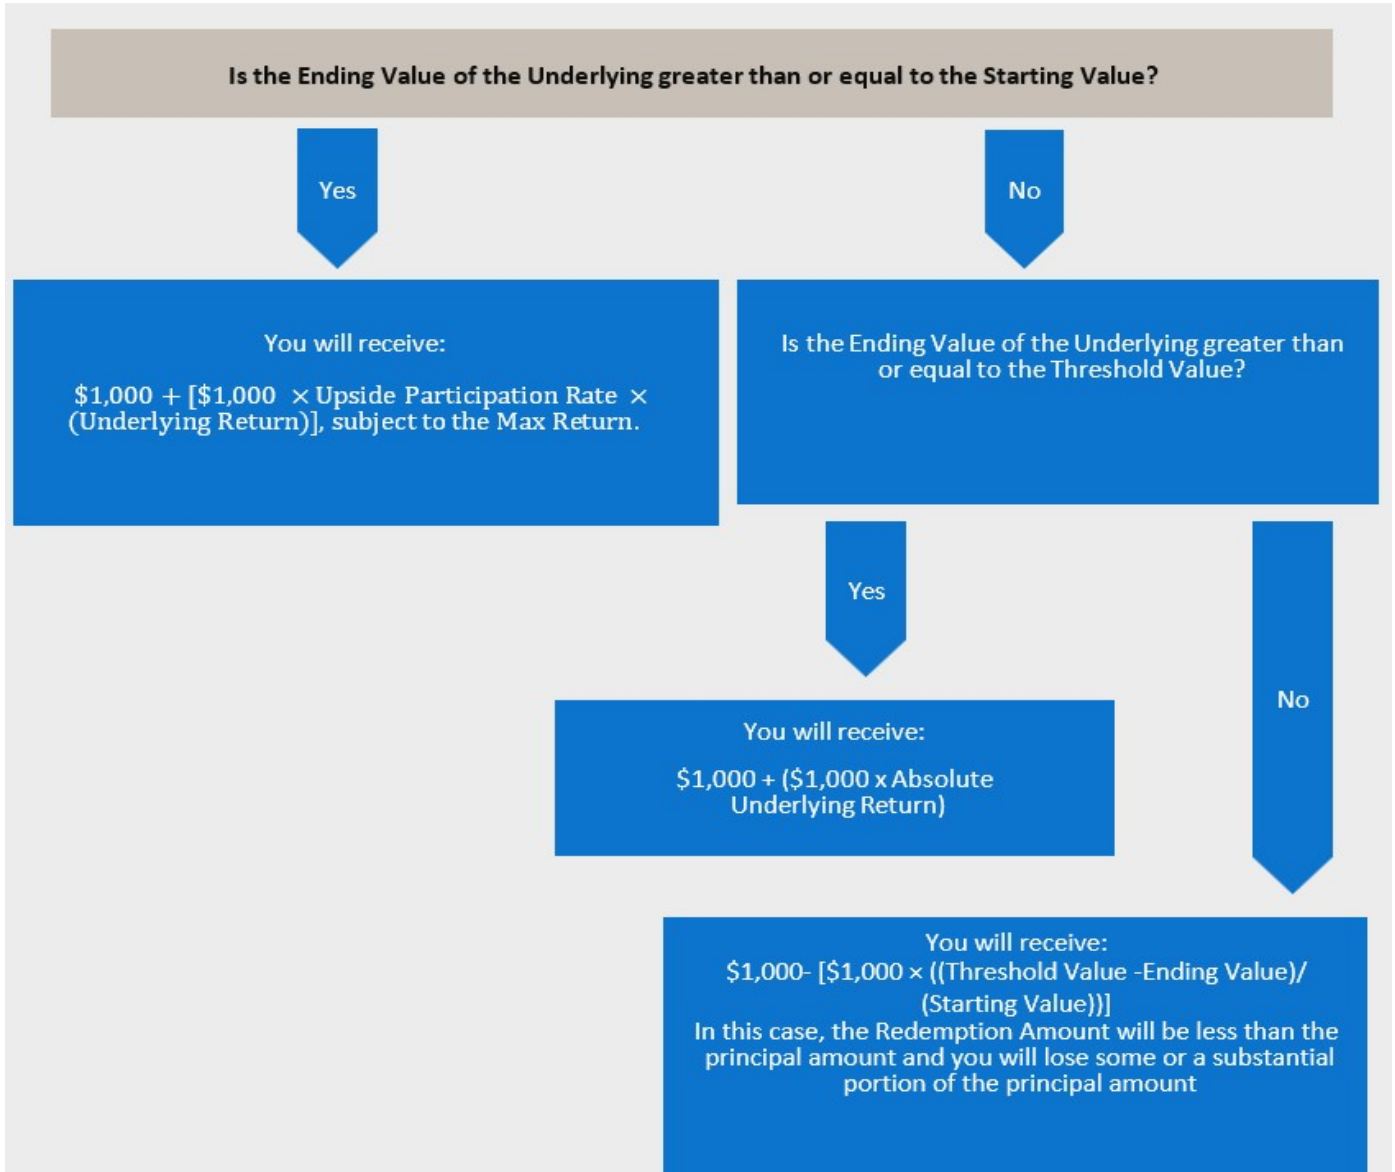 Is the Ending Value of the Underlying greater than or equal to the Starting Value?
Yes
No
You will receive:
$1,000 + [$1,000 × Upside Participation Rate ×
(Underlying Return)], subject to the Max Return.
Is the Ending Value of the Underlying greater than
or equal to the Threshold Value?
Yes
No
You will receive:
$1,000 + ($1,000 x Absolute
Underlying Return)
You will receive:
$1,000- [$1,000 × ((Threshold Value -Ending Value)/
(Starting Value))]
In this case, the Redemption Amount will be less than the
principal amount and you will lose some or a substantial
portion of the principal amount